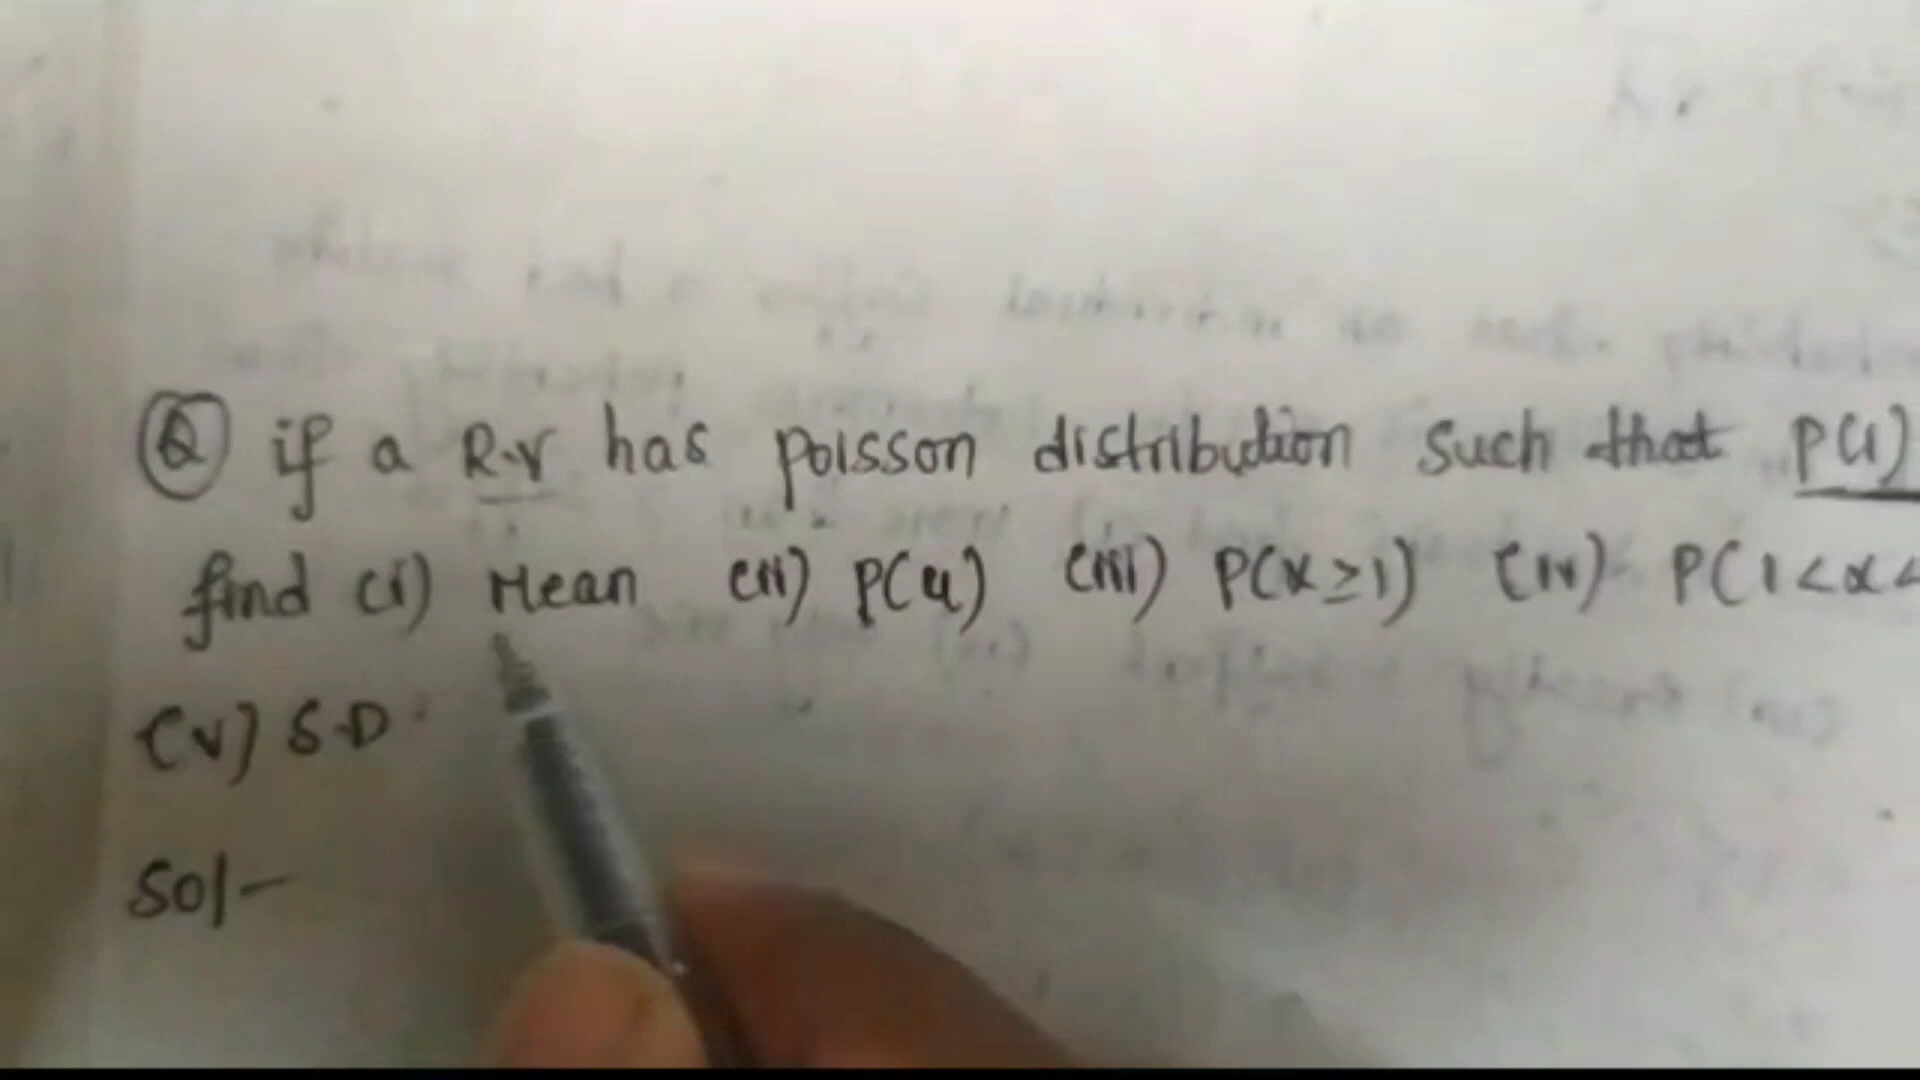 Q if a R.V has poisson distribution such that P(1)
find (i) Mean (ii) P(4) (iii) P(x≥1) (iv) P(1<x<
(v) S.D.
Sol-